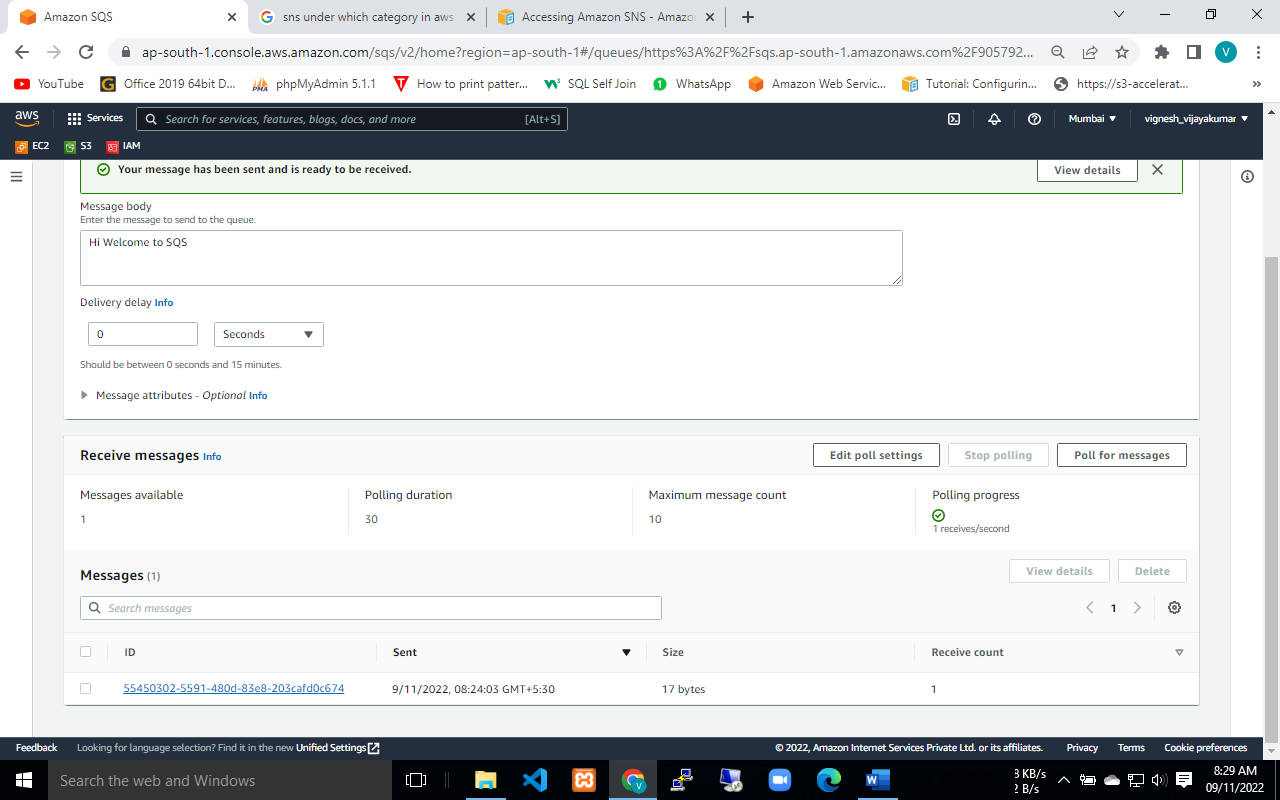 Amazon SQS
sns under which category in aws
Accessing Amazon SNS - Amazo
ap-south-1.console.aws.amazon.com/sqs/v2/home?region=ap-south-1#/queues/https%3A%2F%2Fsqs.ap-south-1.amazonaws.com%2F905792...
V
YouTube
Office 2019 64bit D...
phpMyAdmin 5.1.1
How to print patter...
SQL Self Join
WhatsApp
Amazon Web Servic...
Tutorial: Configurin...
https://s3-accelerat...
»
aws
Services
Search for services, features, blogs, docs, and more
[Alt+S]
Mumbai
vignesh_vijayakumar
EC2
S3
IAM
Your message has been sent and is ready to be received.
View details
Message body
Enter the message to send to the queue.
Hi Welcome to SQS
Delivery delay Info
0
Seconds
Should be between 0 seconds and 15 minutes.
Message attributes - Optional Info
Receive messages Info
Edit poll settings
Stop polling
Poll for messages
Messages available
Polling duration
Maximum message count
Polling progress
1
30
10
1 receives/second
Messages (1)
View details
Delete
Search messages
1
ID
Sent
Size
Receive count
55450302-5591-480d-83e8-203cafd0c674
9/11/2022, 08:24:03 GMT+5:30
17 bytes
1
Feedback
Looking for language selection? Find it in the new Unified Settings
© 2022, Amazon Internet Services Private Ltd. or its affiliates.
Privacy
Terms
Cookie preferences
Search the web and Windows
KB/s
2 B/s
8:29 AM
09/11/2022